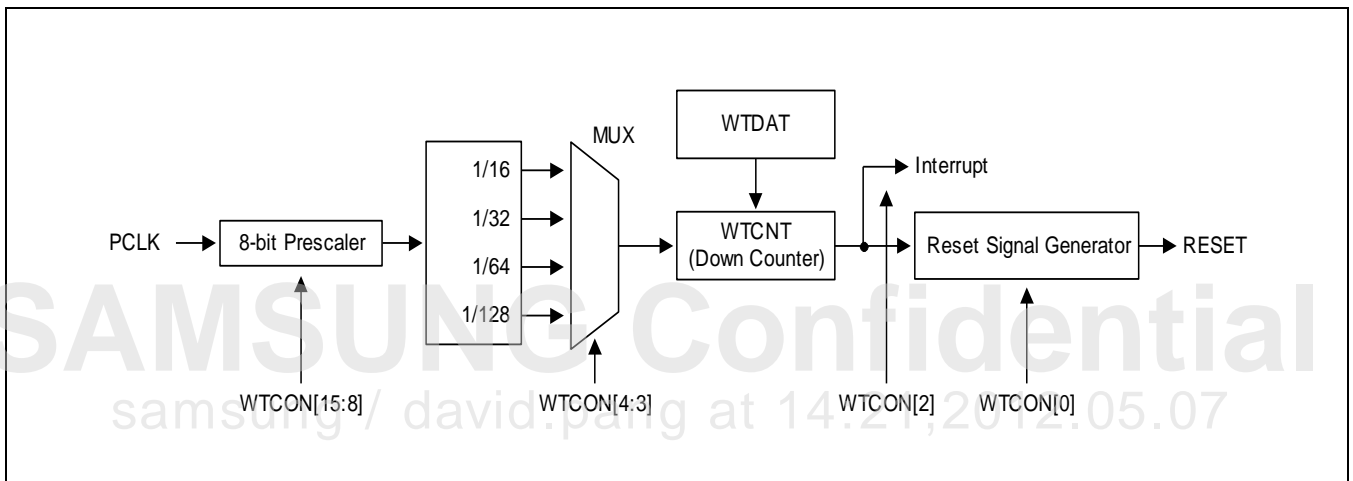 WTDAT
MUX
1/16
1/32
1/64
1/128
Interrupt
PCLK
8-bit Prescaler
WTCNT
(Down Counter)
Reset Signal Generator
RESET
SAMSUNG Confidential
WTCON[15:8]
WTCON[4:3]
WTCON[2]
WTCON[0]
samsung / david.pang at 14:21,2012.05.07